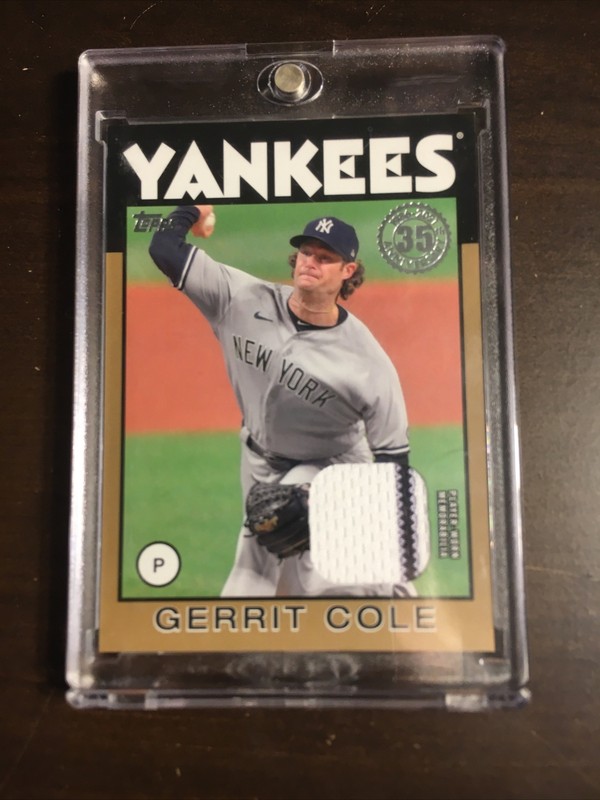 YANKEES®
Topps
35
NY
NEW YORK
P
GERRIT COLE